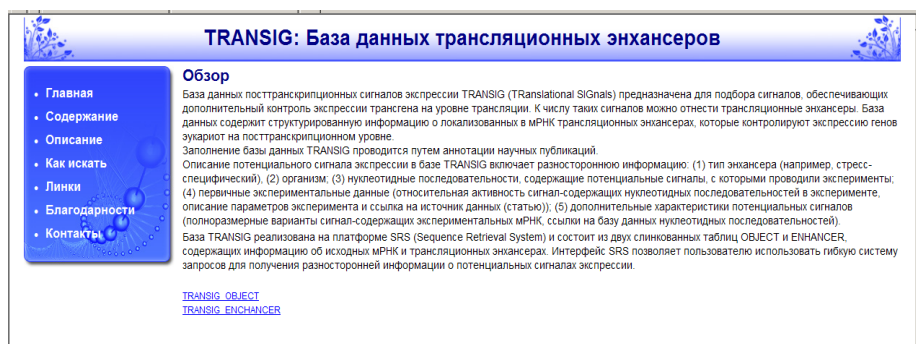 TRANSIG: База данных трансляционных энхансеров
Главная
Содержание
Описание
Как искать
Линки
Благодарности
Контакты
Обзор
База данных посттранскрипционных сигналов экспрессии TRANSIG (TRanslational SIGnals) предназначена для подбора сигналов, обеспечивающих
дополнительный контроль экспрессии трансгена на уровне трансляции. К числу таких сигналов можно отнести трансляционные энхансеры. База
данных содержит структурированную информацию о локализованных в мРНК трансляционных энхансерах, которые контролируют экспрессию генов
эукариот на посттранскрипционном уровне.
Заполнение базы данных TRANSIG проводится путем аннотации научных публикаций.
Описание потенциального сигнала экспрессии в базе TRANSIG включает разностороннюю информацию: (1) тип энхансера (например, стресс-
специфический), (2) организм; (3) нуклеотидные последовательности, содержащие потенциальные сигналы, с которыми проводили эксперименты;
(4) первичные экспериментальные данные (относительная активность сигнал-содержащих нуклеотидных последовательностей в эксперименте,
описание параметров эксперимента и ссылка на источник данных (статью)); (5) дополнительные характеристики потенциальных сигналов
(полноразмерные варианты сигнал-содержащих экспериментальных мРНК, ссылки на базу данных нуклеотидных последовательностей).
База TRANSIG реализована на платформе SRS (Sequence Retrieval System) и состоит из двух слинкованных таблиц OBJECT и ENHANCER,
содержащих информацию об исходных мРНК и трансляционных энхансерах. Интерфейс SRS позволяет пользователю использовать гибкую систему
запросов для получения разносторонней информации о потенциальных сигналах экспрессии.
TRANSIG_OBJECT
TRANSIG_ENCHANCER